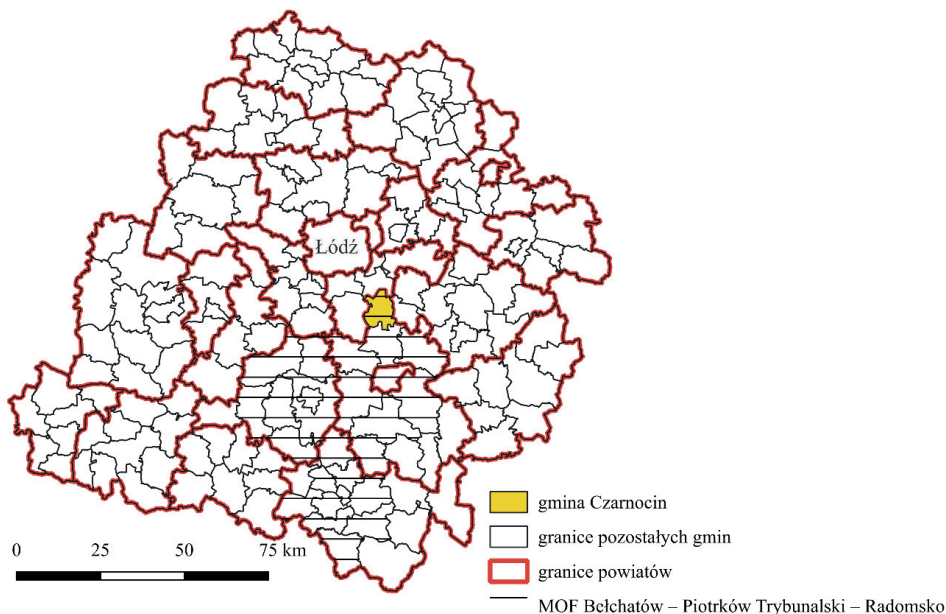 Łódź
gmina Czarnocin
granice pozostałych gmin
granice powiatów
0 25 50 75 km
MOF Bełchatów – Piotrków Trybunalski – Radomsko